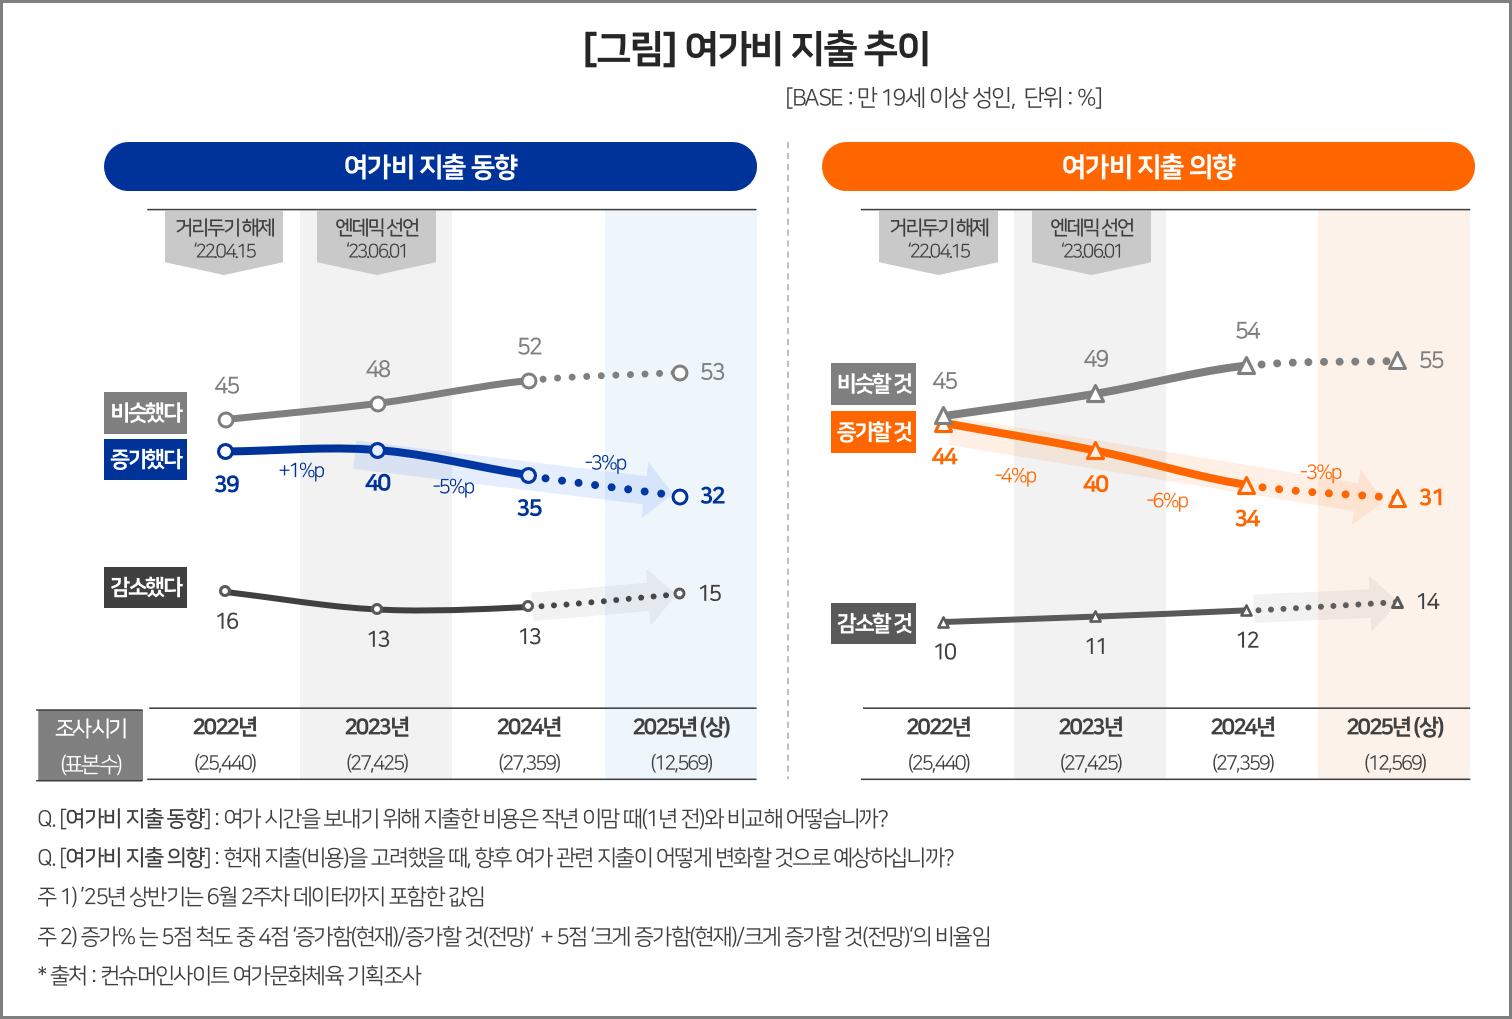 [그림] 여가비 지출 추이
[BASE : 만 19세 이상 성인, 단위 : %]
여가비 지출 동향
거리두기 해제
‘22.04.15
엔데믹 선언
‘23.06.01
45
48
52
53
비슷했다
증가했다
39
+1%p
40
-5%p
35
-3%p
32
감소했다
16
13
13
15
여가비 지출 의향
거리두기 해제
‘22.04.15
엔데믹 선언
‘23.06.01
45
49
54
55
비슷할 것
증가할 것
44
-4%p
40
-6%p
34
-3%p
31
감소할 것
10
11
12
14
조사시기 2022년 2023년 2024년 2025년 (상) 2022년 2023년 2024년 2025년 (상)
(표본수) (25,440) (27,425) (27,359) (12,569) (25,440) (27,425) (27,359) (12,569)
Q. [여가비 지출 동향] : 여가 시간을 보내기 위해 지출한 비용은 작년 이맘 때(1년 전)와 비교해 어떻습니까?
Q. [여가비 지출 의향] : 현재 지출(비용)을 고려했을 때, 향후 여가 관련 지출이 어떻게 변화할 것으로 예상하십니까?
주 1) ’25년 상반기는 6월 2주차 데이터까지 포함한 값임
주 2) 증가% 는 5점 척도 중 4점 ‘증가함(현재)/증가할 것(전망)‘ + 5점 ‘크게 증가함(현재)/크게 증가할 것(전망)‘의 비율임
* 출처 : 컨슈머인사이트 여가문화체육 기획조사